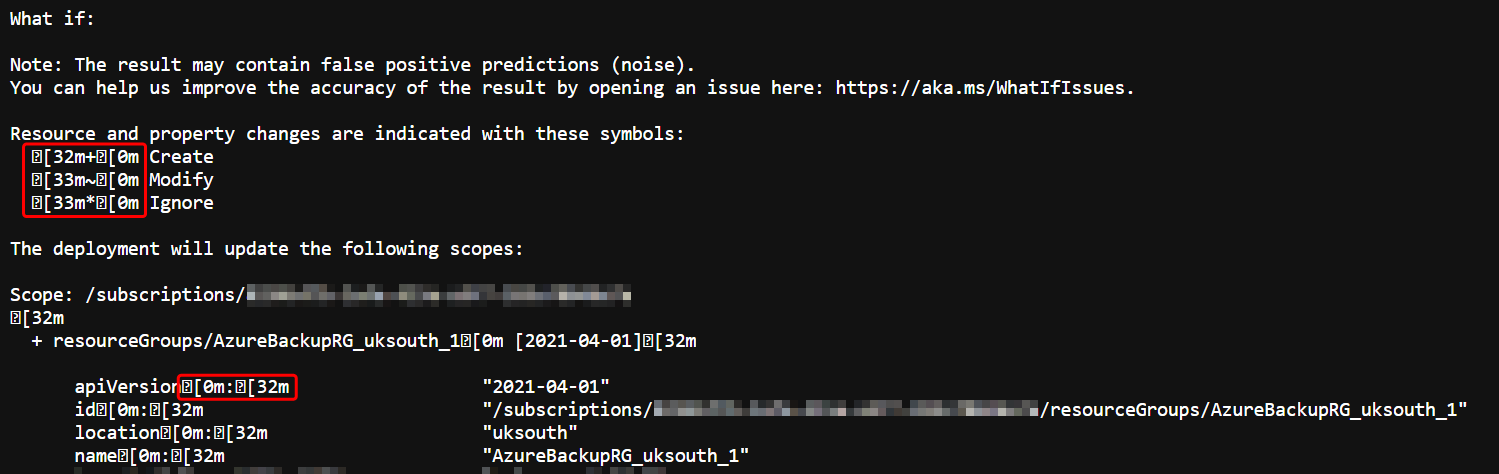 What if:
Note: The result may contain false positive predictions (noise).
You can help us improve the accuracy of the result by opening an issue here: https://aka.ms/WhatIfIssues.
Resource and property changes are indicated with these symbols:
�[32m+�[0m Create
�[33m~�[0m Modify
�[33m*�[0m Ignore
The deployment will update the following scopes:
Scope: /subscriptions/
�[32m
+ resourceGroups/AzureBackupRG_uksouth_1�[0m [2021-04-01]�[32m
apiVersion�[0m:�[32m "2021-04-01"
id�[0m:�[32m "/subscriptions/ /resourceGroups/AzureBackupRG_uksouth_1"
location�[0m:�[32m "uksouth"
name�[0m:�[32m "AzureBackupRG_uksouth_1"